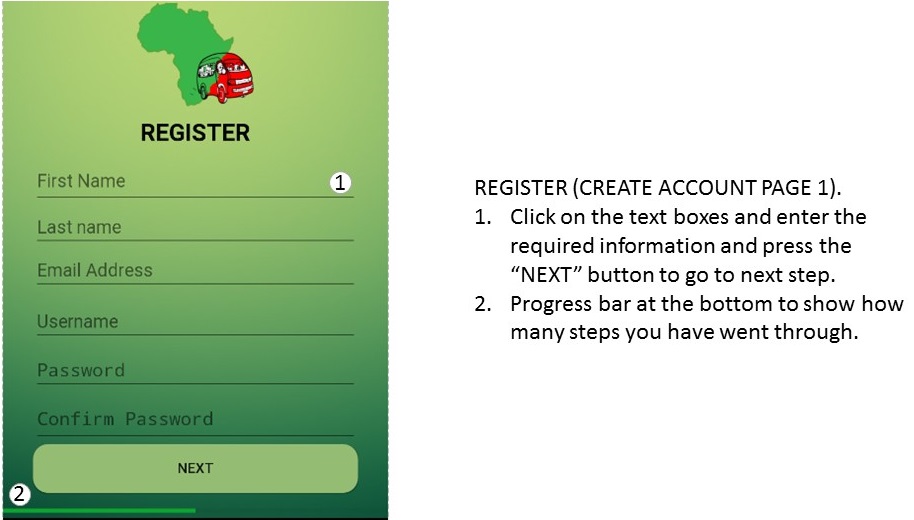 REGISTER
First Name
1
Last name
Email Address
Username
Password
Confirm Password
NEXT
2
REGISTER (CREATE ACCOUNT PAGE 1).
1. Click on the text boxes and enter the
required information and press the
“NEXT” button to go to next step.
2. Progress bar at the bottom to show how
many steps you have went through.